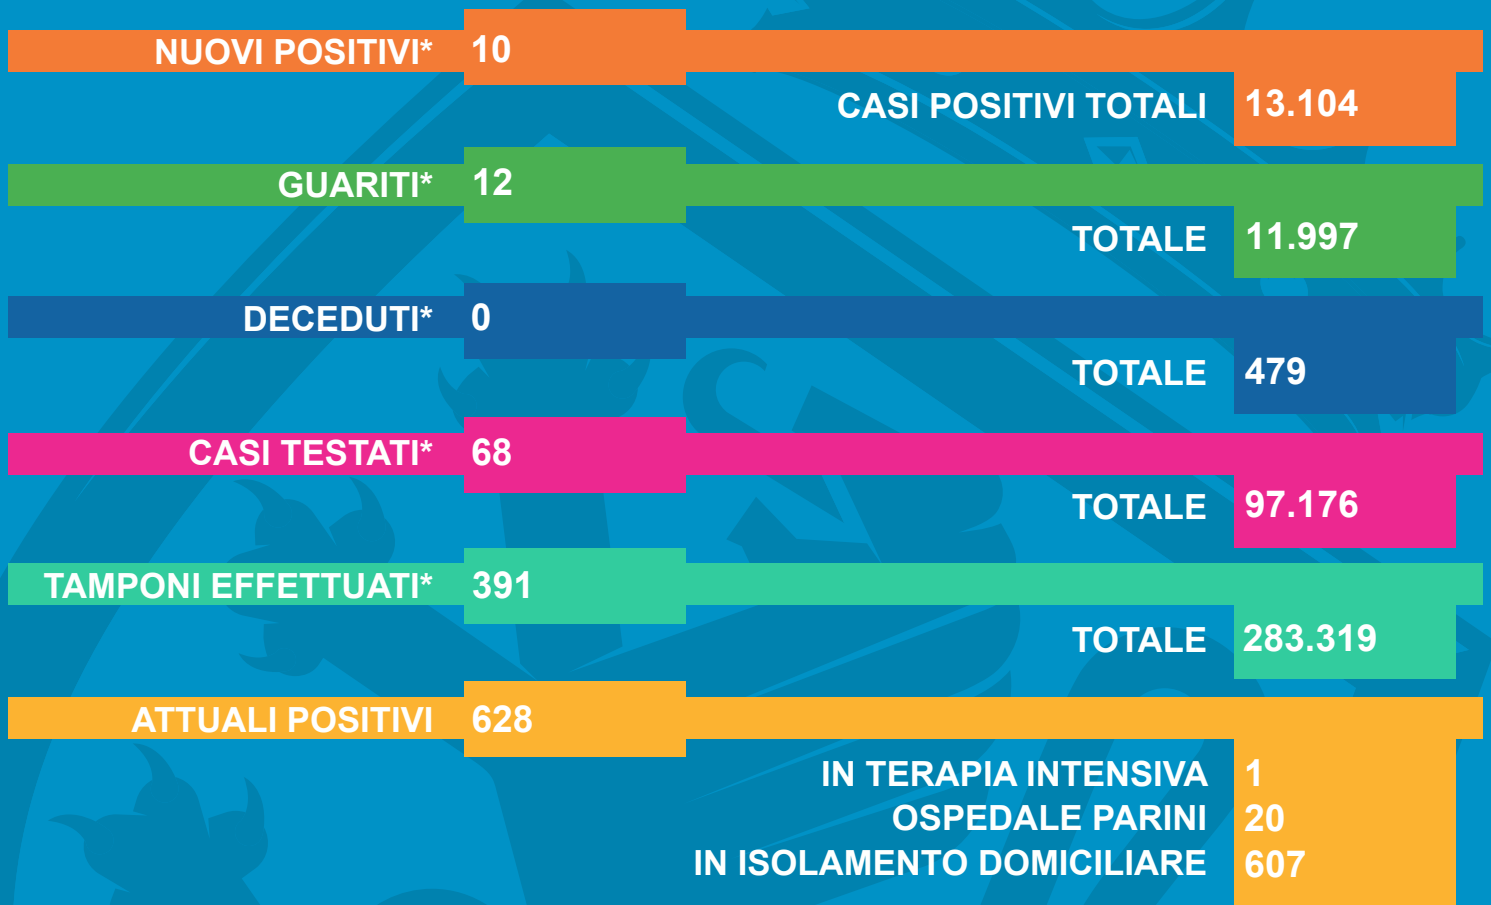 NUOVI POSITIVI* 10
CASI POSITIVI TOTALI 13.104
GUARITI* 12
TOTALE 11.997
DECEDUTI* 0
TOTALE 479
CASI TESTATI* 68
TOTALE 97.176
TAMPONI EFFETTUATI* 391
TOTALE 283.319
ATTUALI POSITIVI 628
IN TERAPIA INTENSIVA 1
OSPEDALE PARINI 20
IN ISOLAMENTO DOMICILIARE 607